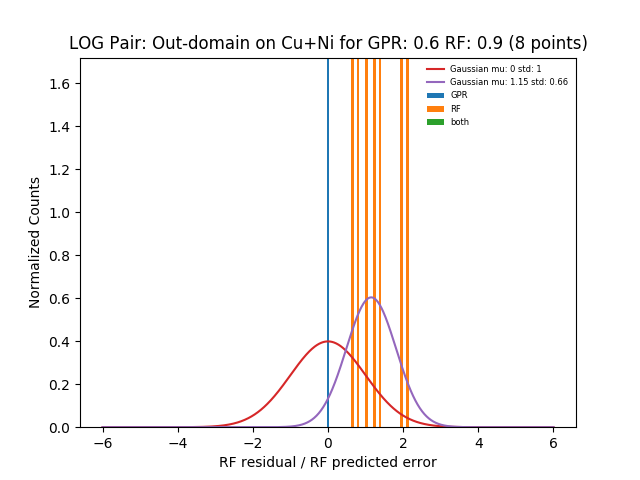 LOG Pair: Out-domain on Cu+Ni for GPR: 0.6 RF: 0.9 (8 points)
Gaussian mu: 0 std: 1
Gaussian mu: 1.15 std: 0.66
GPR
RF
both
1.6
1.4
1.2
1.0
0.8
0.6
0.4
0.2
0.0
Normalized Counts
−6 −4 −2 0 2 4 6
RF residual / RF predicted error